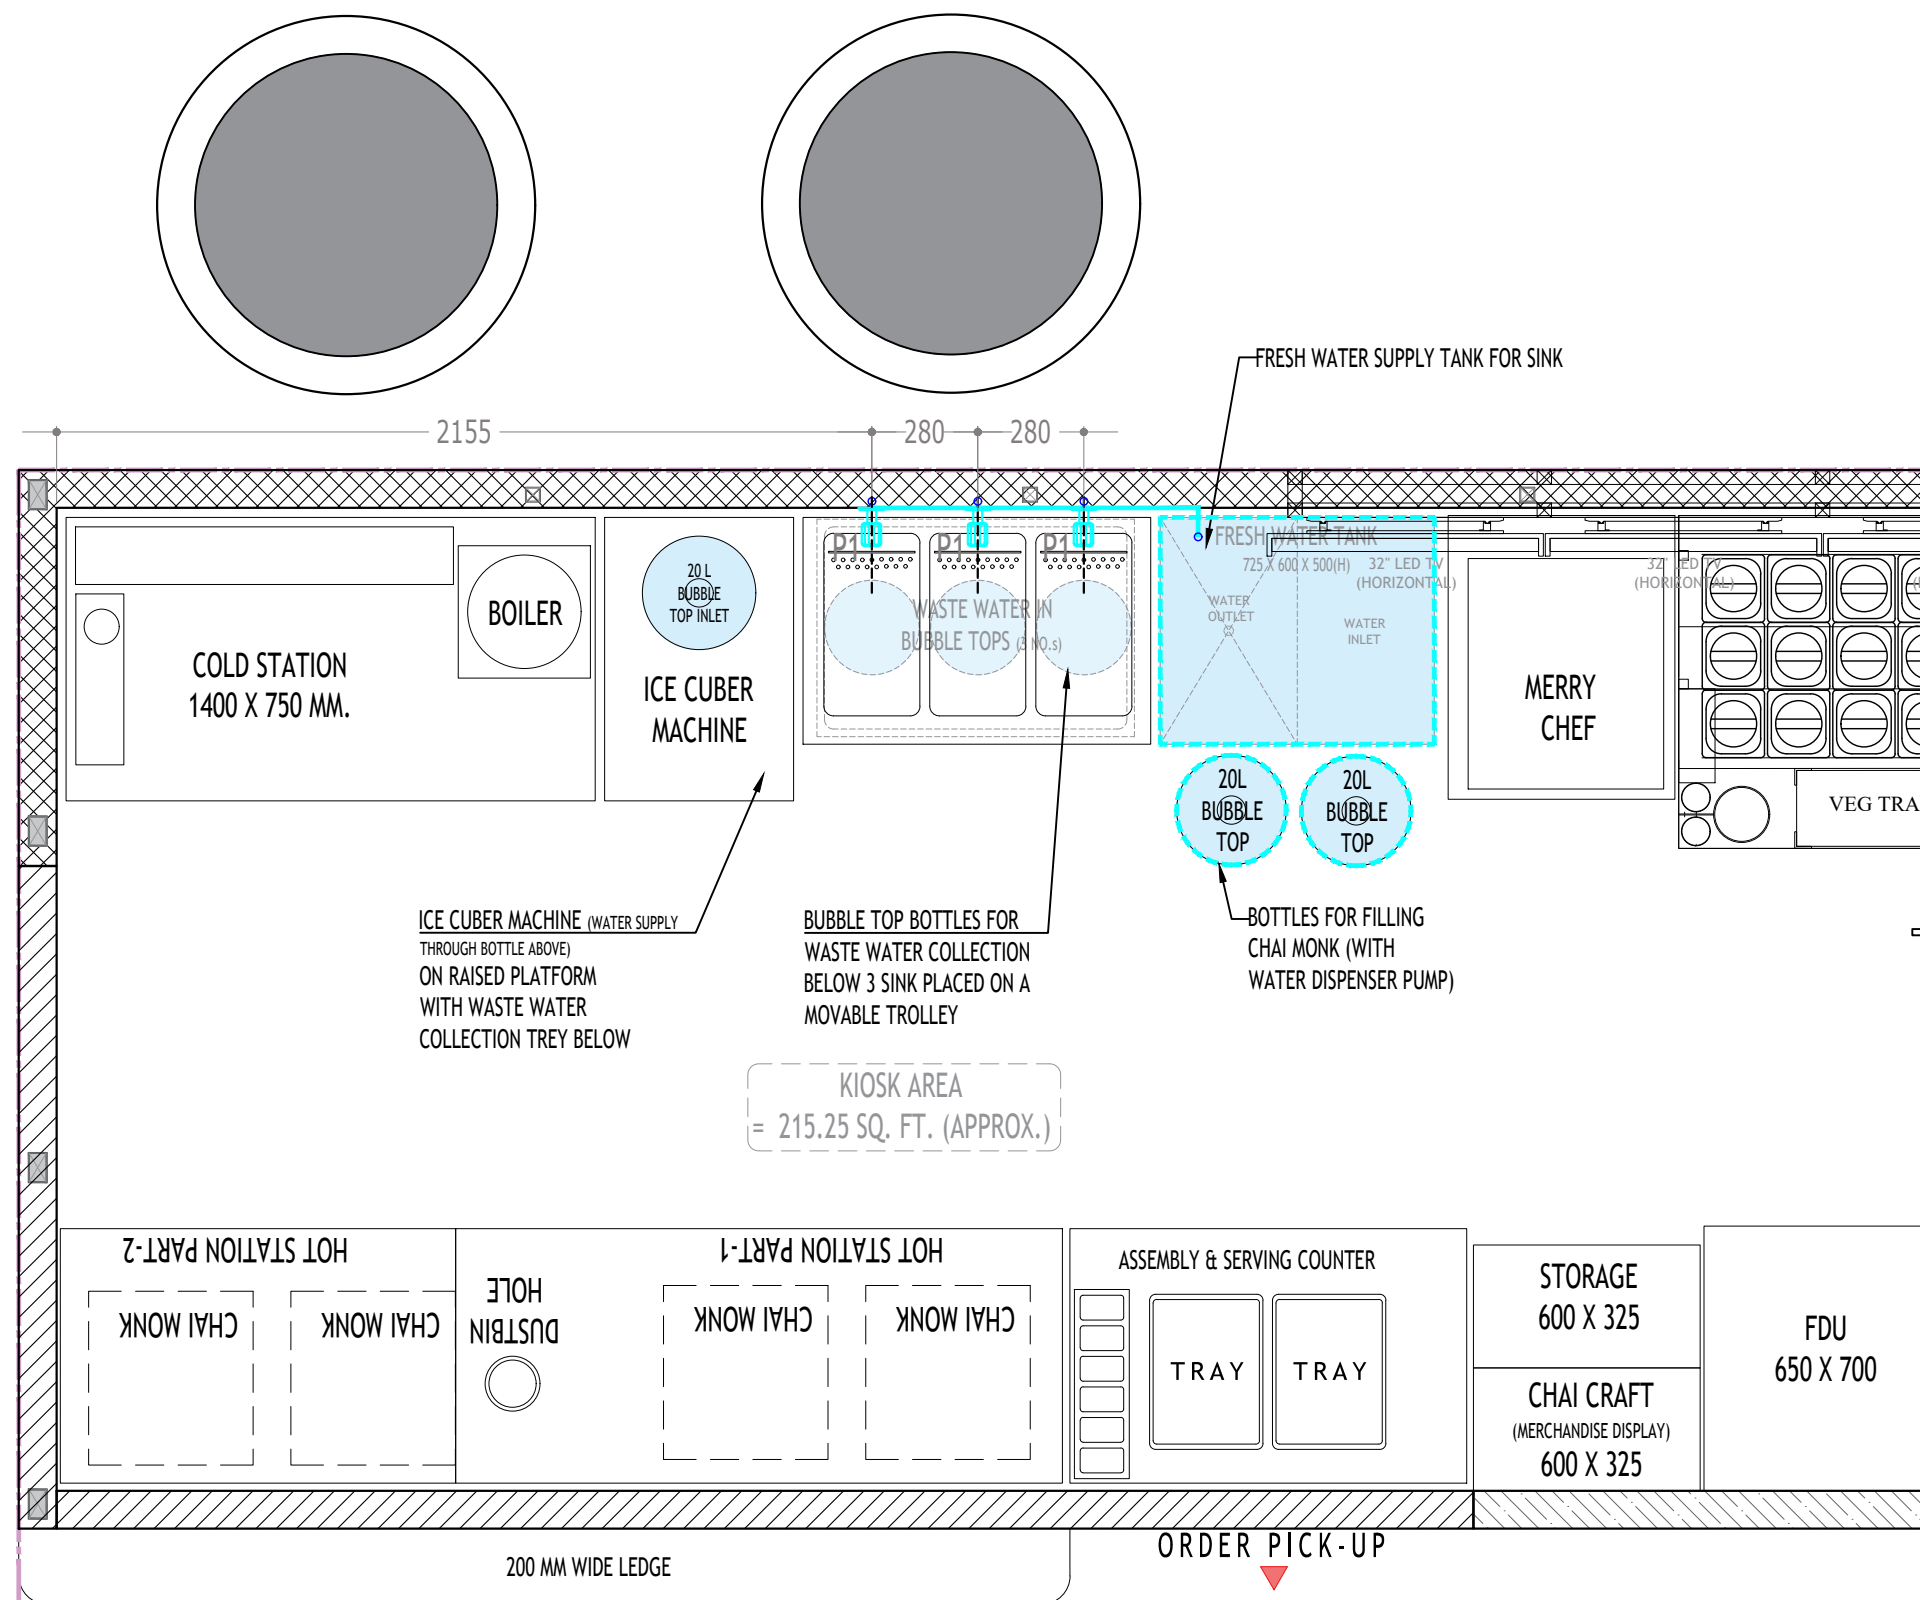 FRESH WATER SUPPLY TANK FOR SINK
2155
280
280
P1
P1
P1
FRESH WATER TANK
725 X 600 X 500(H)
32" LED TV
(HORIZONTAL)
32" LED TV
(HORIZONTAL)
20 L
BUBBLE
TOP INLET
BOILER
WASTE WATER IN
BUBBLE TOPS (3 NO.s)
WATER
OUTLET
WATER
INLET
COLD STATION
1400 X 750 MM.
ICE CUBER
MACHINE
MERRY
CHEF
20L
BUBBLE
TOP
20L
BUBBLE
TOP
VEG TRA
ICE CUBER MACHINE (WATER SUPPLY
THROUGH BOTTLE ABOVE)
ON RAISED PLATFORM
WITH WASTE WATER
COLLECTION TREY BELOW
BUBBLE TOP BOTTLES FOR
WASTE WATER COLLECTION
BELOW 3 SINK PLACED ON A
MOVABLE TROLLEY
BOTTLES FOR FILLING
CHAI MONK (WITH
WATER DISPENSER PUMP)
KIOSK AREA
= 215.25 SQ. FT. (APPROX.)
HOT STATION PART-2
HOT STATION PART-1
CHAI MONK
CHAI MONK
DUSTBIN
HOLE
CHAI MONK
CHAI MONK
ASSEMBLY & SERVING COUNTER
TRAY
TRAY
STORAGE
600 X 325
CHAI CRAFT
(MERCHANDISE DISPLAY)
600 X 325
FDU
650 X 700
ORDER PICK-UP
200 MM WIDE LEDGE